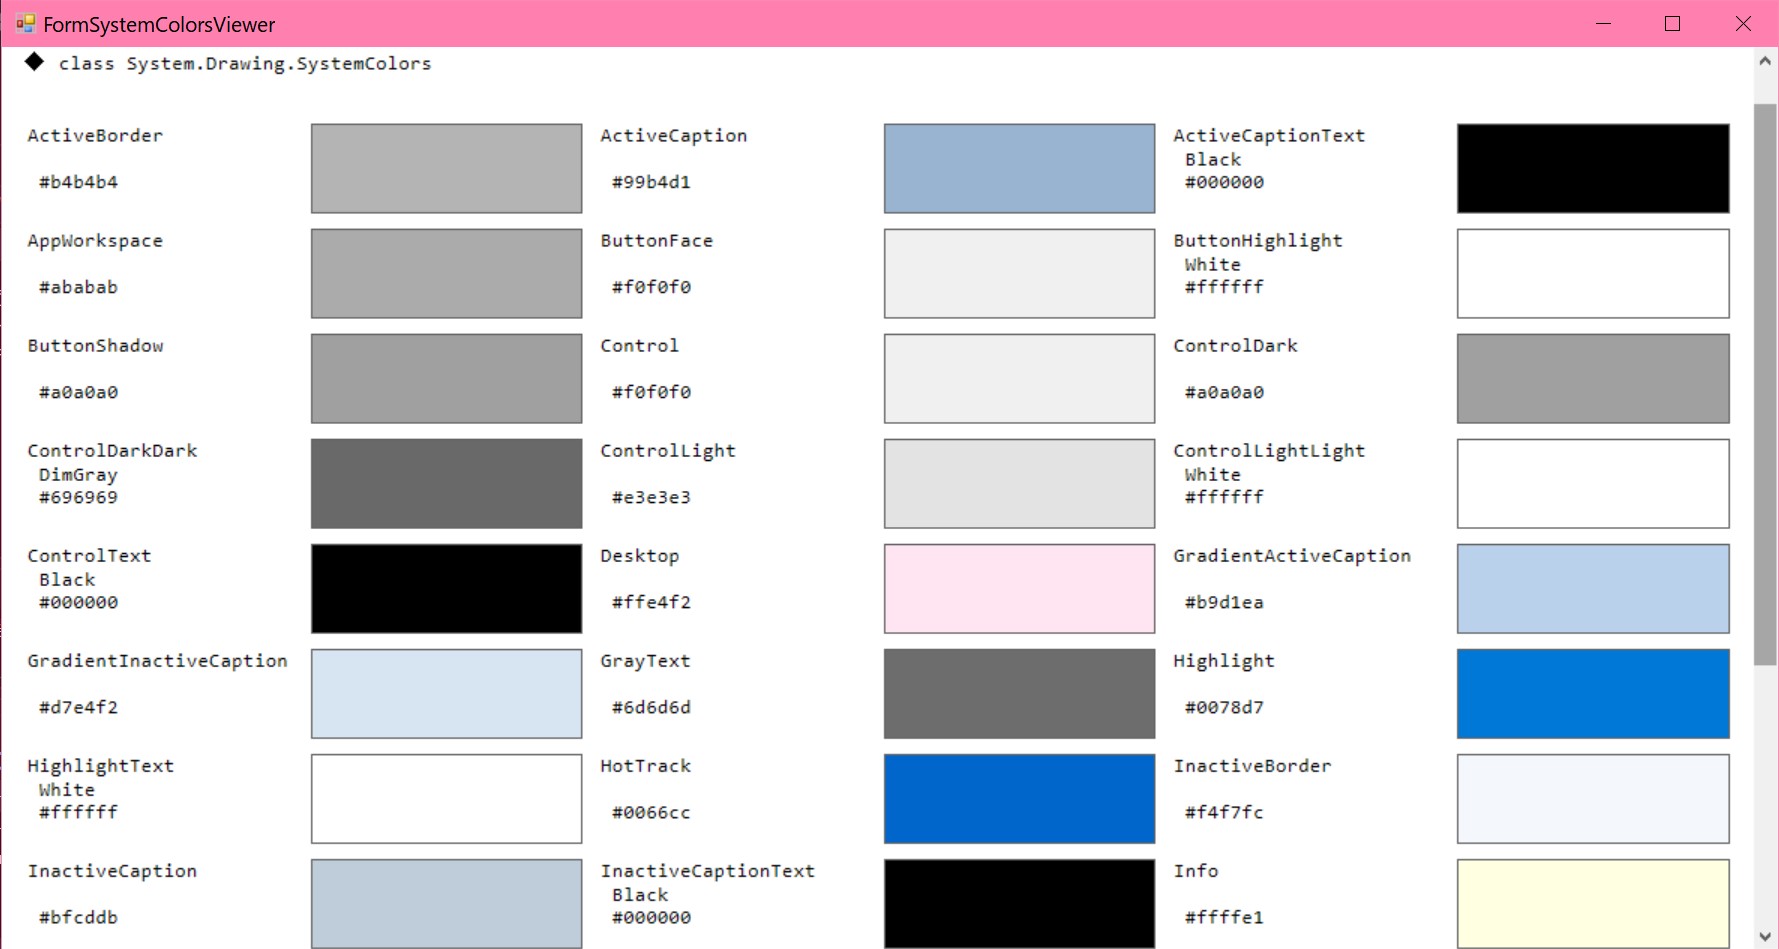 FormSystemColorsViewer
◆ class System.Drawing.SystemColors
ActiveBorder
#b4b4b4
ActiveCaption
#99b4d1
ActiveCaptionText
Black
#000000
AppWorkspace
#ababab
ButtonFace
#f0f0f0
ButtonHighlight
White
#ffffff
ButtonShadow
#a0a0a0
Control
#f0f0f0
ControlDark
#a0a0a0
ControlDarkDark
DimGray
#696969
ControlLight
#e3e3e3
ControlLightLight
White
#ffffff
ControlText
Black
#000000
Desktop
#ffe4f2
GradientActiveCaption
#b9d1ea
GradientInactiveCaption
#d7e4f2
GrayText
#6d6d6d
Highlight
#0078d7
HighlightText
White
#ffffff
HotTrack
#0066cc
InactiveBorder
#f4f7fc
InactiveCaption
#bfcddb
InactiveCaptionText
Black
#000000
Info
#ffffe1